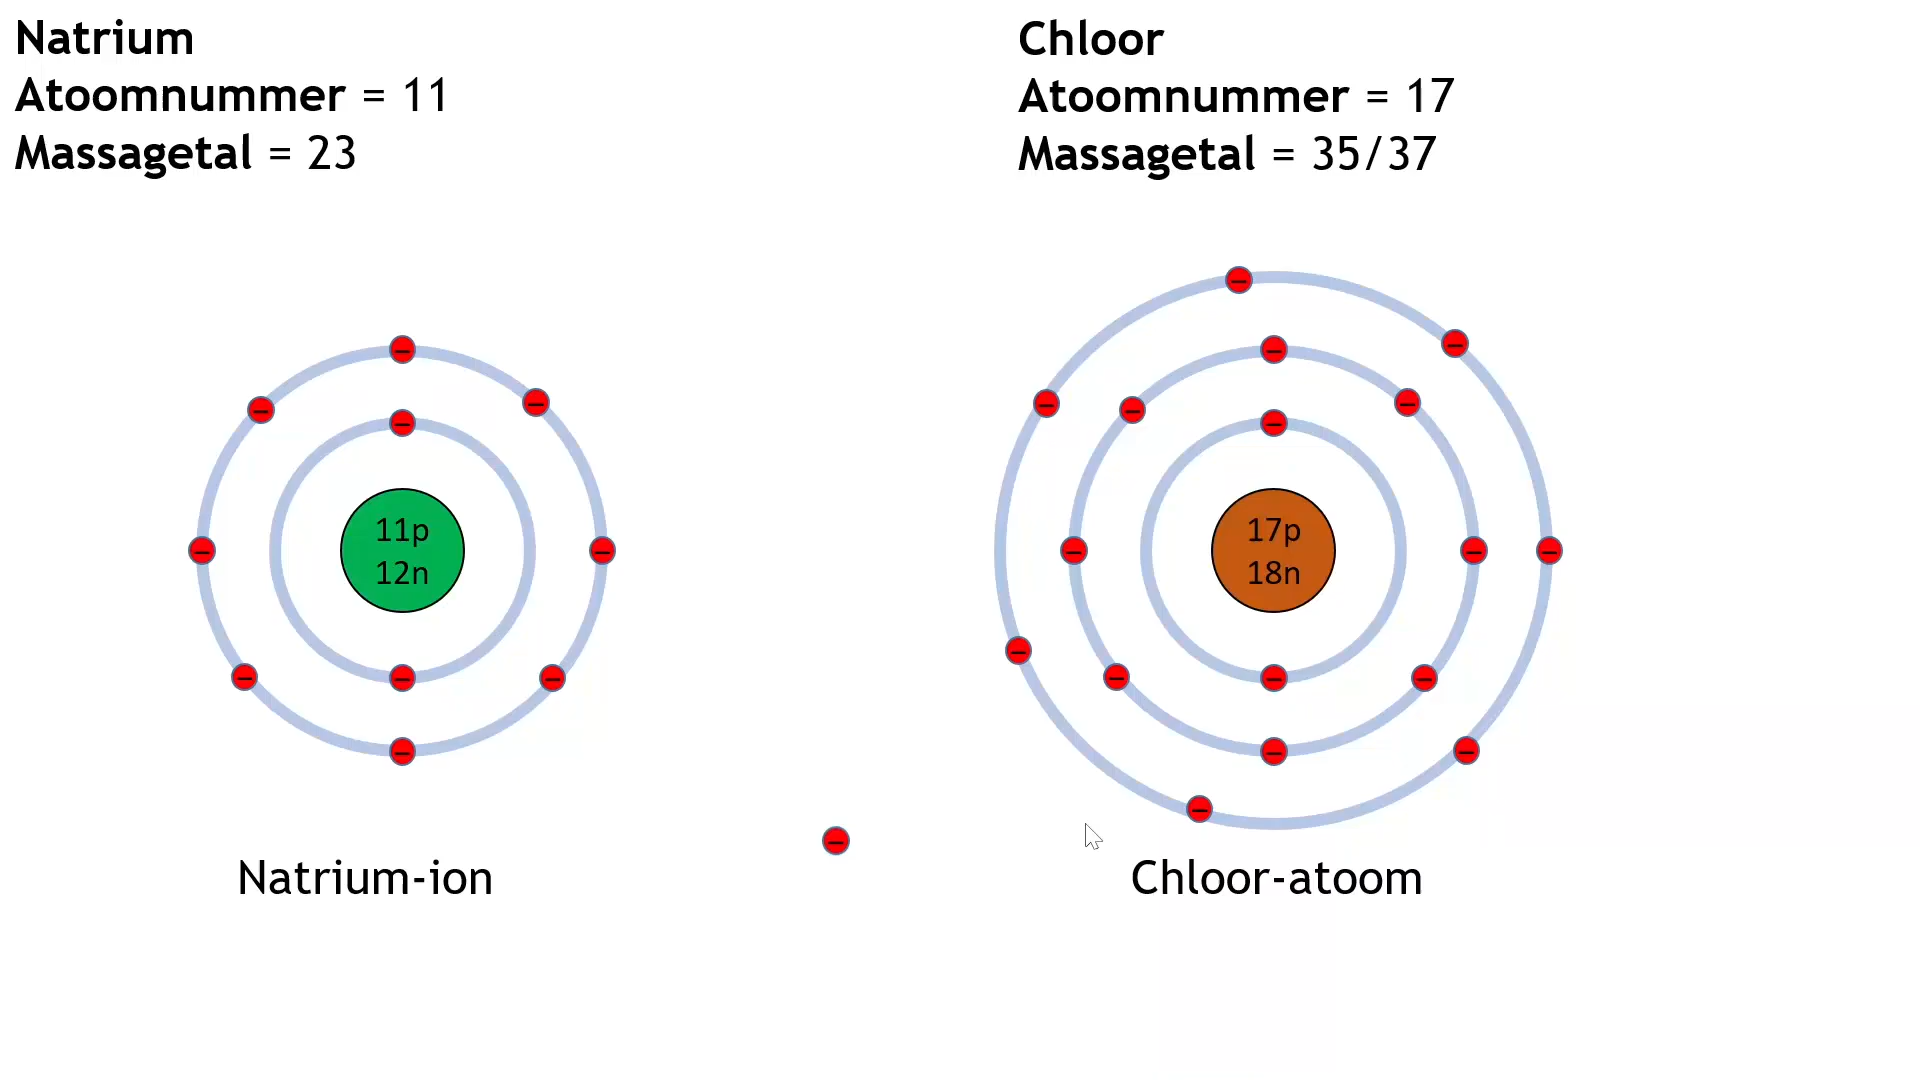 Natrium
Atoomnummer = 11
Massagetal = 23
Chloor
Atoomnummer = 17
Massagetal = 35/37
11p
12n
17p
18n
Natrium-ion
Chloor-atoom